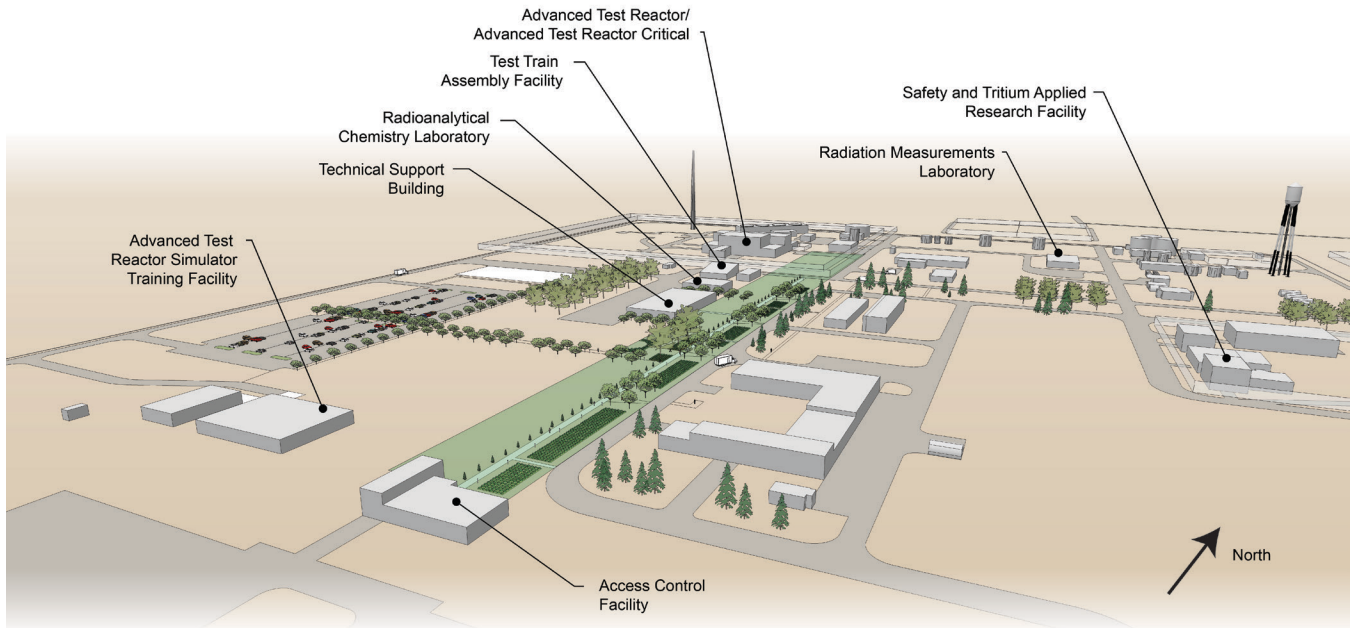 Advanced Test Reactor/
Advanced Test Reactor Critical
Test Train
Assembly Facility
Radioanalytical
Chemistry Laboratory
Technical Support
Building
Advanced Test
Reactor Simulator
Training Facility
Safety and Tritium Applied
Research Facility
Radiation Measurements
Laboratory
Access Control
Facility
North